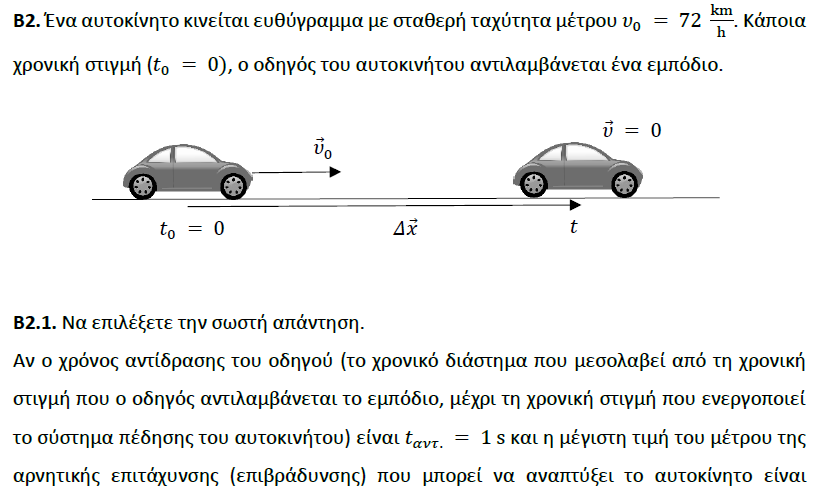 Β2. Ένα αυτοκίνητο κινείται ευθύγραμμα με σταθερή ταχύτητα μέτρου υ₀ = 72 km/h. Κάποια
χρονική στιγμή (t₀ = 0), ο οδηγός του αυτοκινήτου αντιλαμβάνεται ένα εμπόδιο.
υ⃗₀
υ⃗ = 0
t₀ = 0
Δx⃗
t
Β2.1. Να επιλέξετε την σωστή απάντηση.
Αν ο χρόνος αντίδρασης του οδηγού (το χρονικό διάστημα που μεσολαβεί από τη χρονική
στιγμή που ο οδηγός αντιλαμβάνεται το εμπόδιο, μέχρι τη χρονική στιγμή που ενεργοποιεί
το σύστημα πέδησης του αυτοκινήτου) είναι t_αντ. = 1 s και η μέγιστη τιμή του μέτρου της
αρνητικής επιτάχυνσης (επιβράδυνσης) που μπορεί να αναπτύξει το αυτοκίνητο είναι